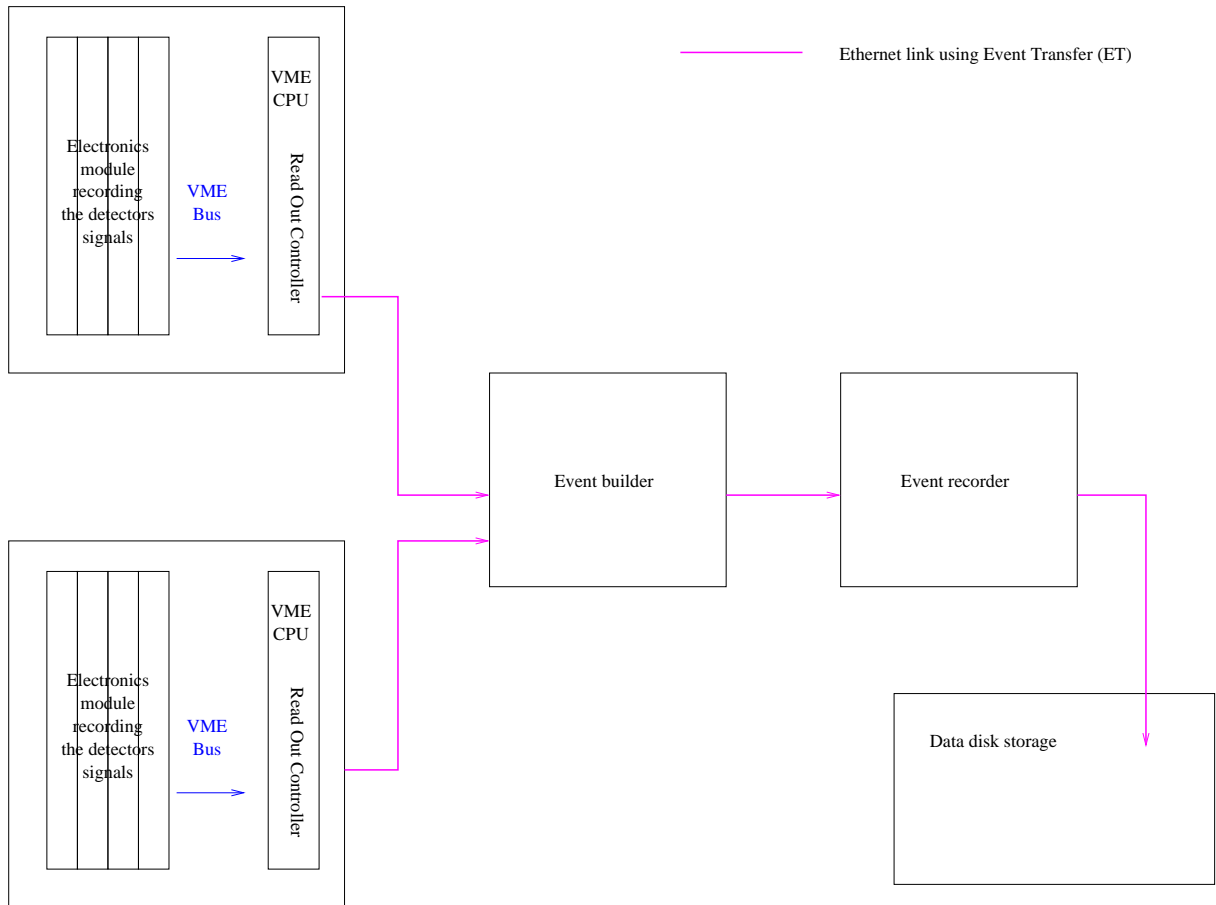 Ethernet link using Event Transfer (ET)
VME
CPU
Read Out Controller
Electronics
module
recording
the detectors
signals
VME
Bus
Event builder
Event recorder
VME
CPU
Read Out Controller
Electronics
module
recording
the detectors
signals
VME
Bus
Data disk storage